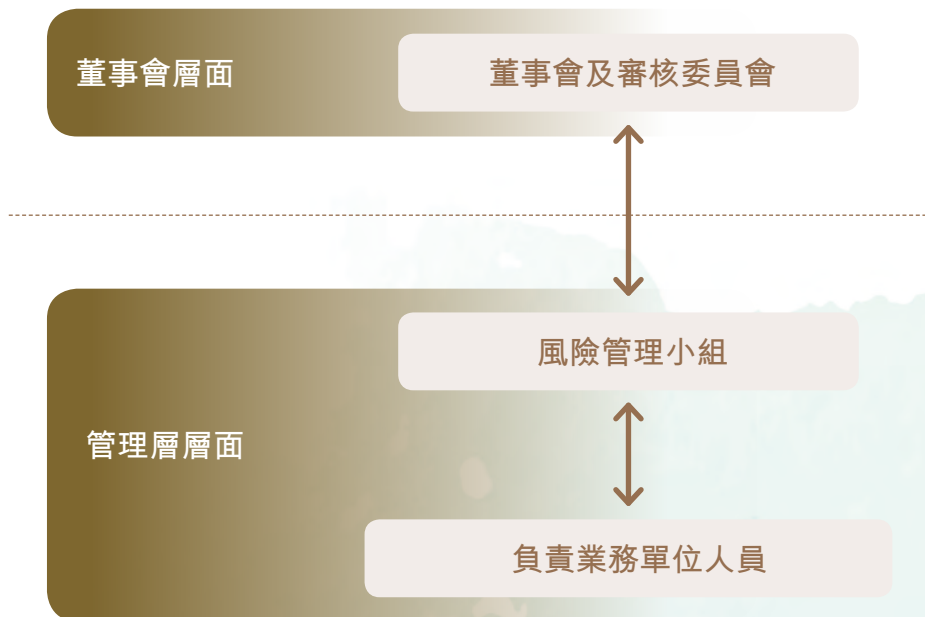 董事會層面
董事會及審核委員會
風險管理小組
管理層層面
負責業務單位人員